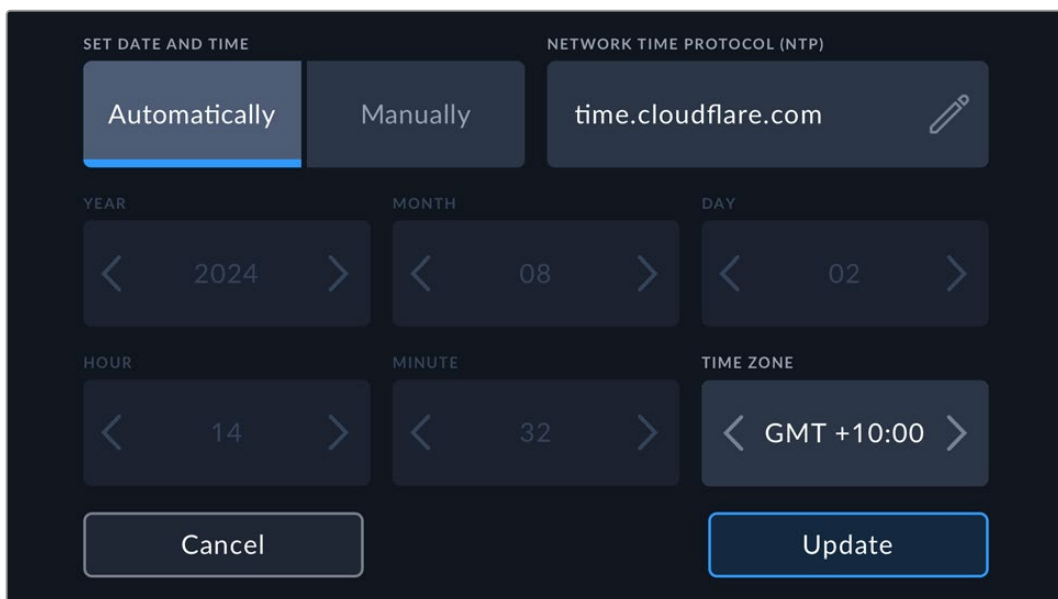 SET DATE AND TIME
NETWORK TIME PROTOCOL (NTP)
Automatically
Manually
time.cloudflare.com
YEAR
MONTH
DAY
2024
08
02
HOUR
MINUTE
TIME ZONE
14
32
GMT +10:00
Cancel
Update